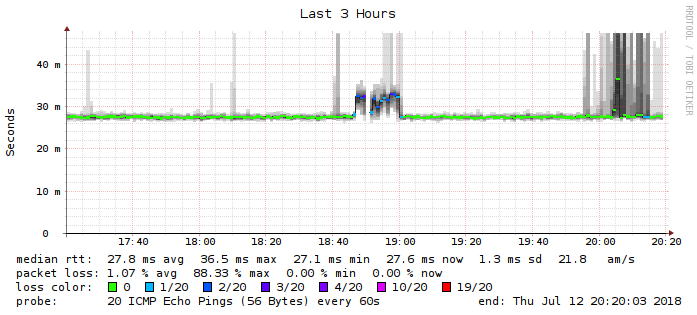 Last 3 Hours
RRDTOOL / TOBI OETIKER
Seconds
40 m
30 m
20 m
10 m
0
17:40 18:00 18:20 18:40 19:00 19:20 19:40 20:00 20:20
median rtt: 27.8 ms avg 36.5 ms max 27.1 ms min 27.6 ms now 1.3 ms sd 21.8 am/s
packet loss: 1.07 % avg 88.33 % max 0.00 % min 0.00 % now
loss color: 0 1/20 2/20 3/20 4/20 10/20 19/20
probe: 20 ICMP Echo Pings (56 Bytes) every 60s end: Thu Jul 12 20:20:03 2018